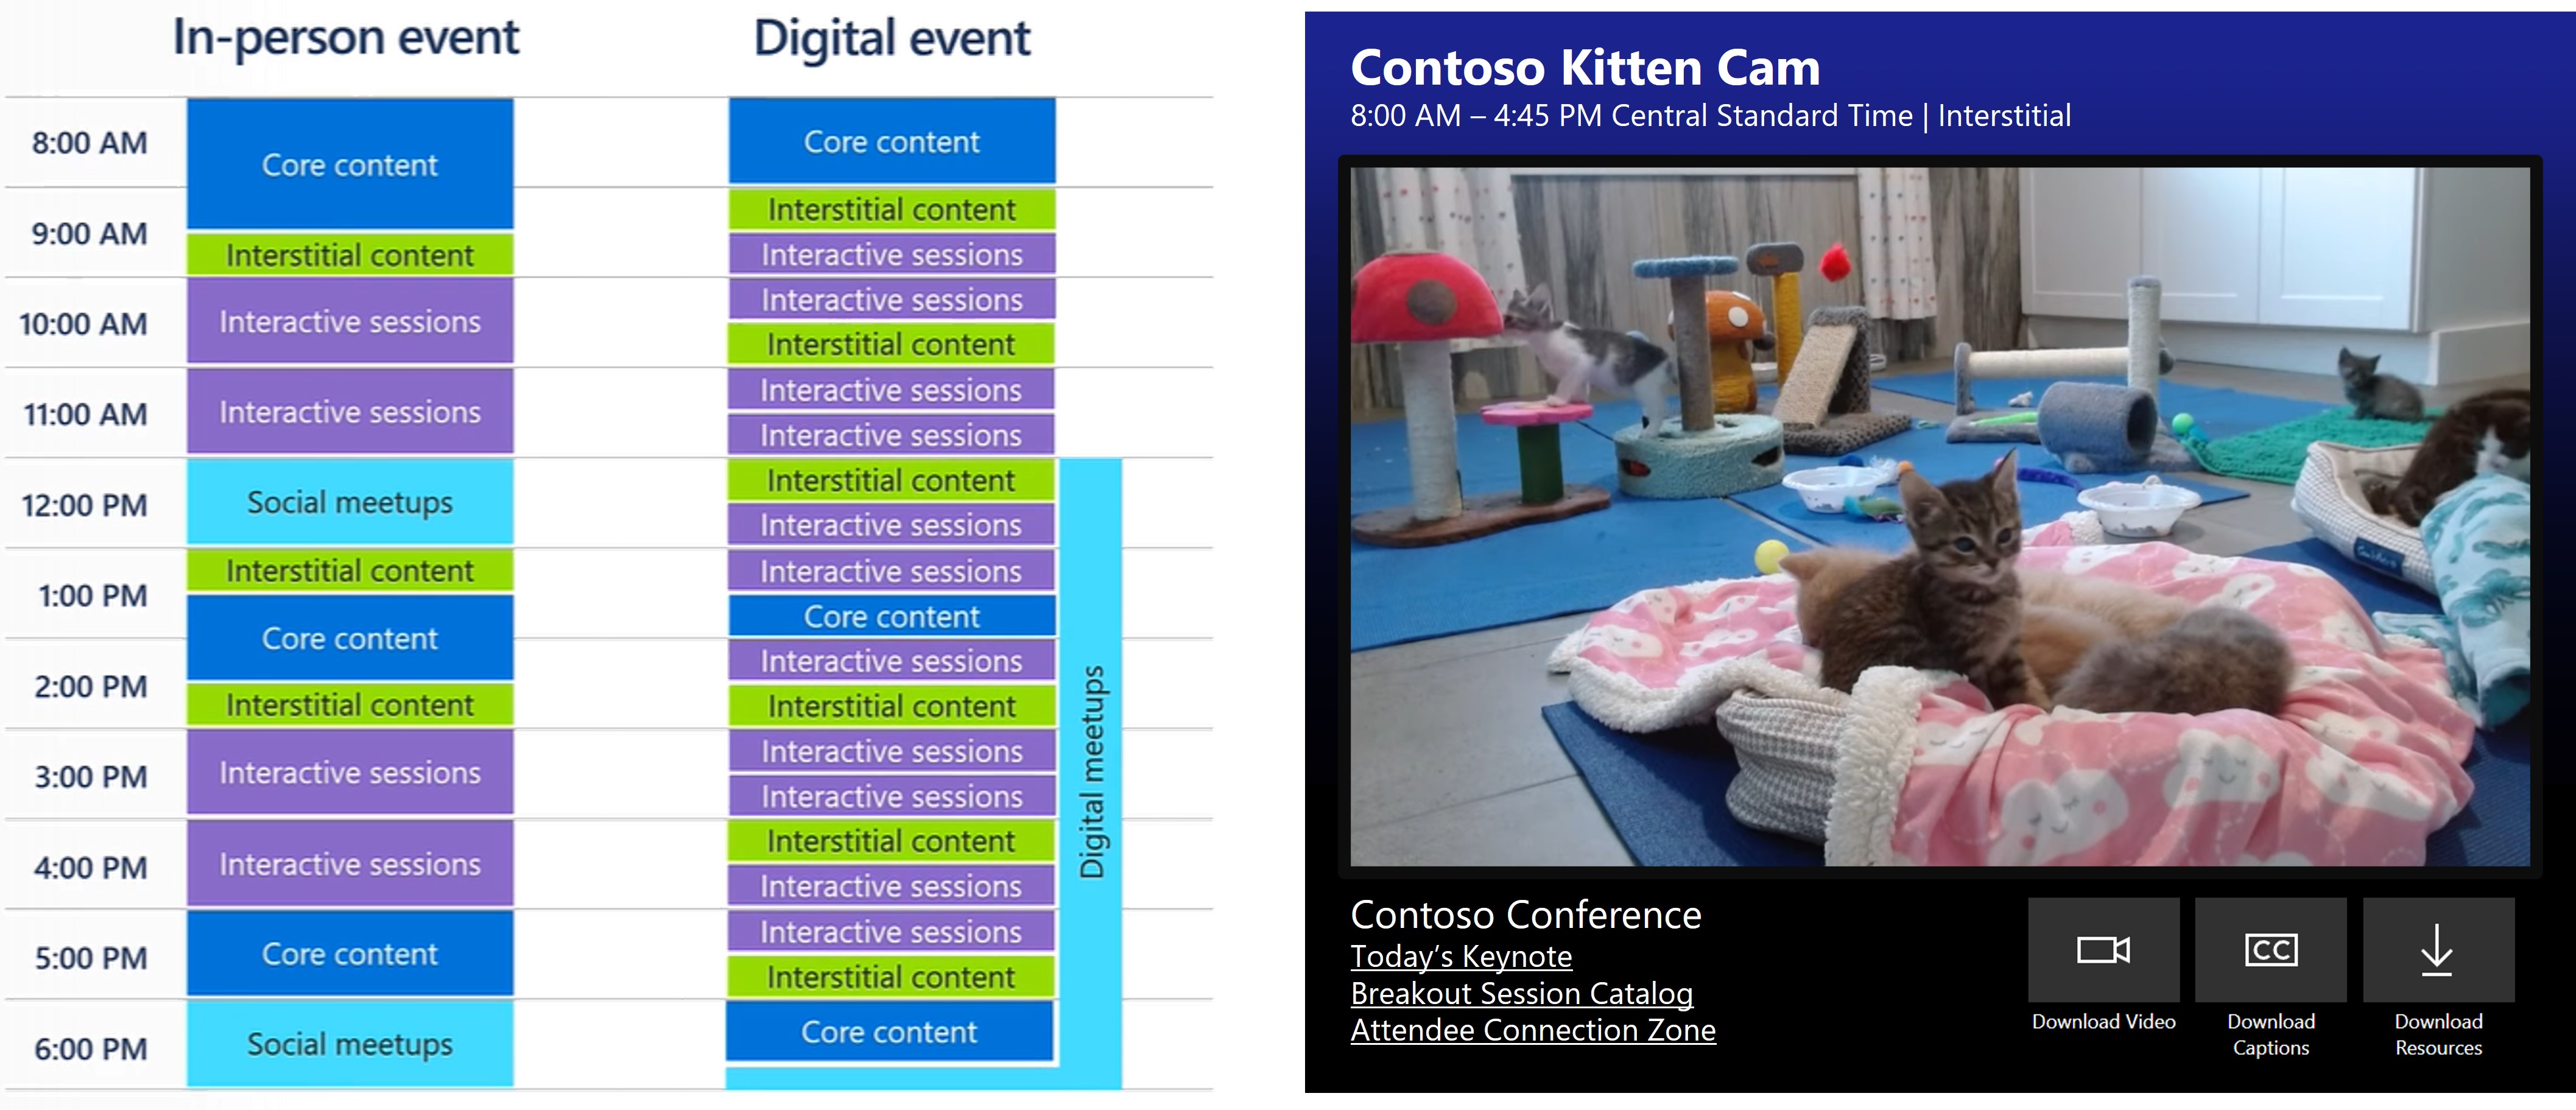 In-person event
Digital event
8:00 AM
9:00 AM
10:00 AM
11:00 AM
12:00 PM
1:00 PM
2:00 PM
3:00 PM
4:00 PM
5:00 PM
6:00 PM
Core content
Interstitial content
Interactive sessions
Interactive sessions
Social meetups
Interstitial content
Core content
Interstitial content
Interactive sessions
Interactive sessions
Core content
Social meetups
Core content
Interstitial content
Interactive sessions
Interactive sessions
Interstitial content
Interactive sessions
Interactive sessions
Interstitial content
Interactive sessions
Interactive sessions
Core content
Interactive sessions
Interstitial content
Interactive sessions
Interactive sessions
Interstitial content
Interactive sessions
Interactive sessions
Interstitial content
Core content
Digital meetups
Contoso Kitten Cam
8:00 AM – 4:45 PM Central Standard Time | Interstitial
Contoso Conference
Today’s Keynote
Breakout Session Catalog
Attendee Connection Zone
CC
Download Video
Download
Captions
Download
Resources